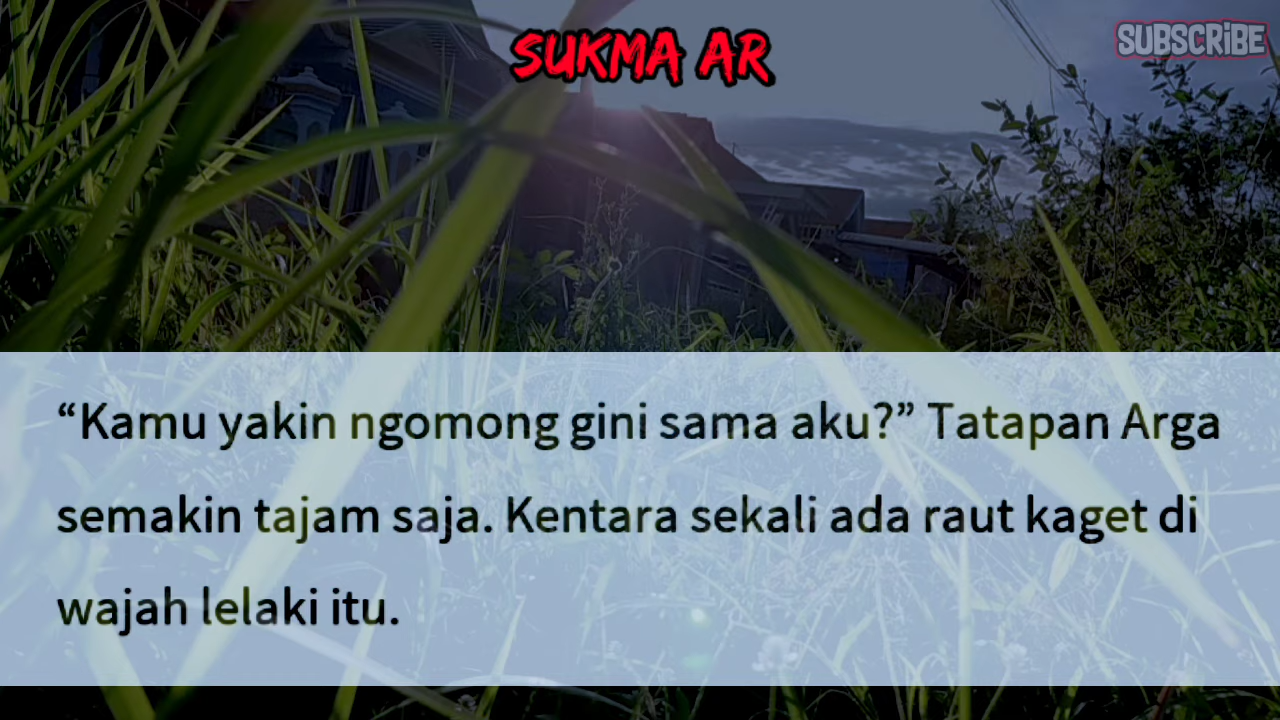 SUKMA AR
SUBSCRIBE
“Kamu yakin ngomong gini sama aku?” Tatapan Arga
semakin tajam saja. Kentara sekali ada raut kaget di
wajah lelaki itu.